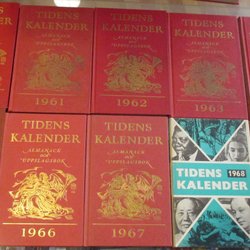 TIDENS
KALENDER
ALMANACK
OCH
UPPSLAGSBOK
1961
TIDENS
KALENDER
ALMANACK
OCH
UPPSLAGSBOK
1962
TIDENS
KALENDER
ALMANACK
OCH
UPPSLAGSBOK
1963
TIDENS
KALENDER
ALMANACK
OCH
UPPSLAGSBOK
1966
TIDENS
KALENDER
ALMANACK
OCH
UPPSLAGSBOK
1967
TIDENS 1968
KALENDER